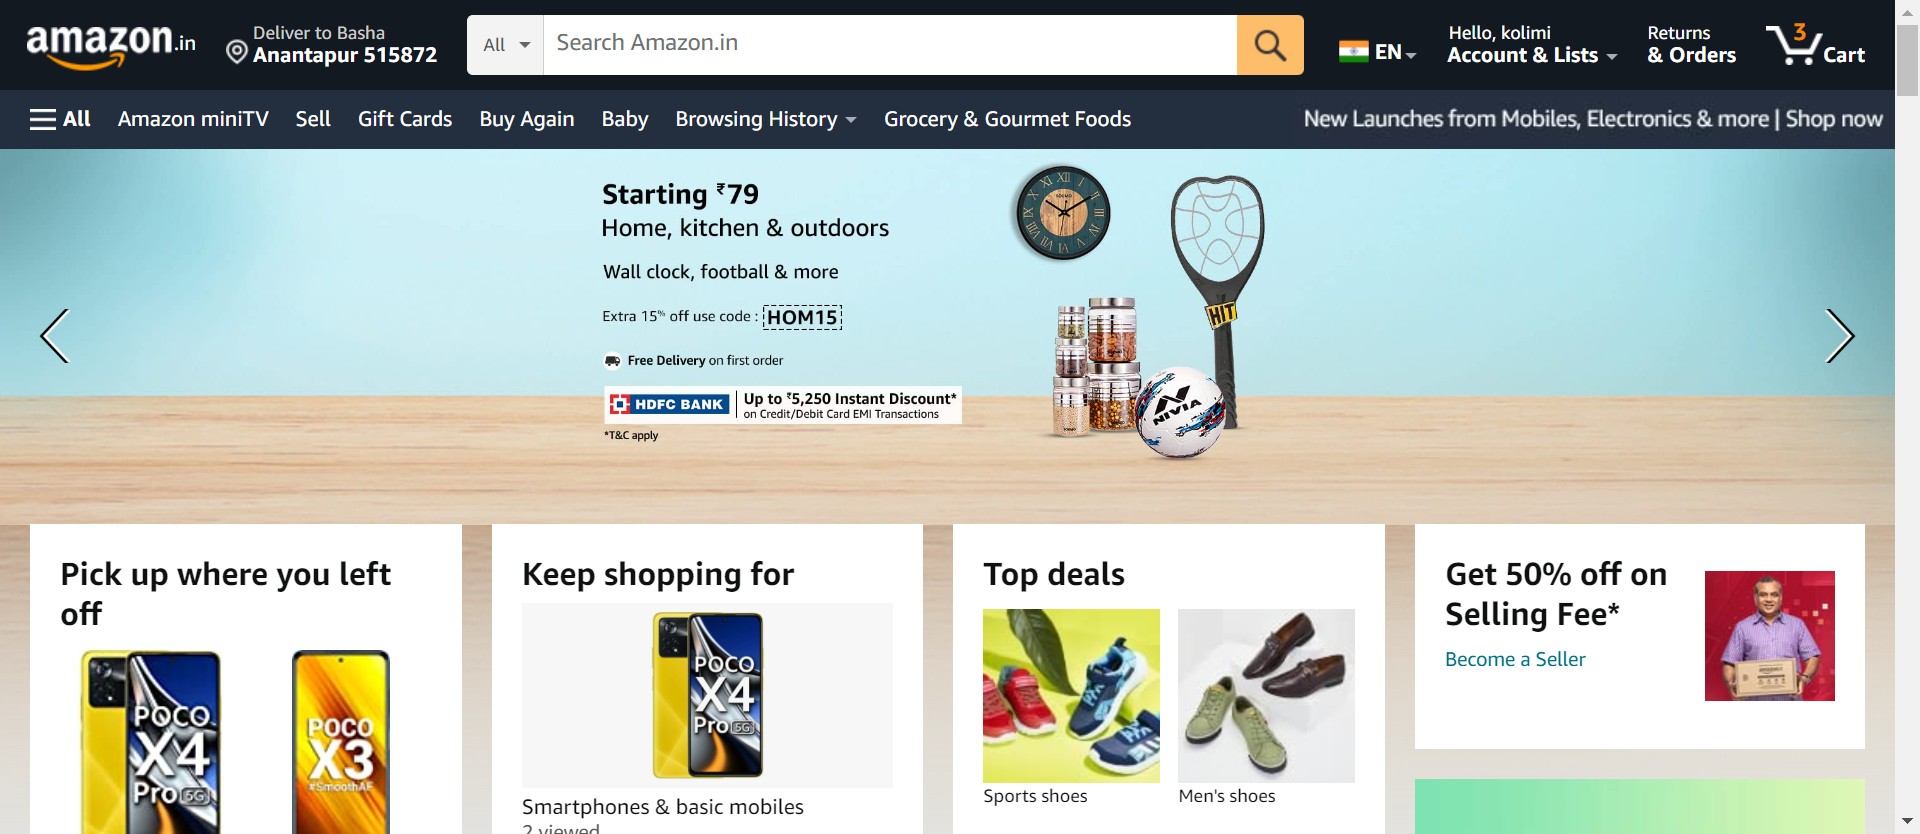 amazon.in
Deliver to Basha
Anantapur 515872
All
Search Amazon.in
EN
Hello, kolimi
Account & Lists
Returns
& Orders
3
Cart
All
Amazon miniTV
Sell
Gift Cards
Buy Again
Baby
Browsing History
Grocery & Gourmet Foods
New Launches from Mobiles, Electronics & more | Shop now
Starting ₹79
Home, kitchen & outdoors
Wall clock, football & more
Extra 15% off use code : HOM15
Free Delivery on first order
HDFC BANK
Up to ₹5,250 Instant Discount*
on Credit/Debit Card EMI Transactions
*T&C apply
HIT
NIVIA
Pick up where you left
off
POCO
X4
Pro 5G
POCO
X3
#SmoothAF
Keep shopping for
POCO
X4
Pro 5G
Smartphones & basic mobiles
2 viewed
Top deals
Sports shoes
Men's shoes
Get 50% off on
Selling Fee*
Become a Seller